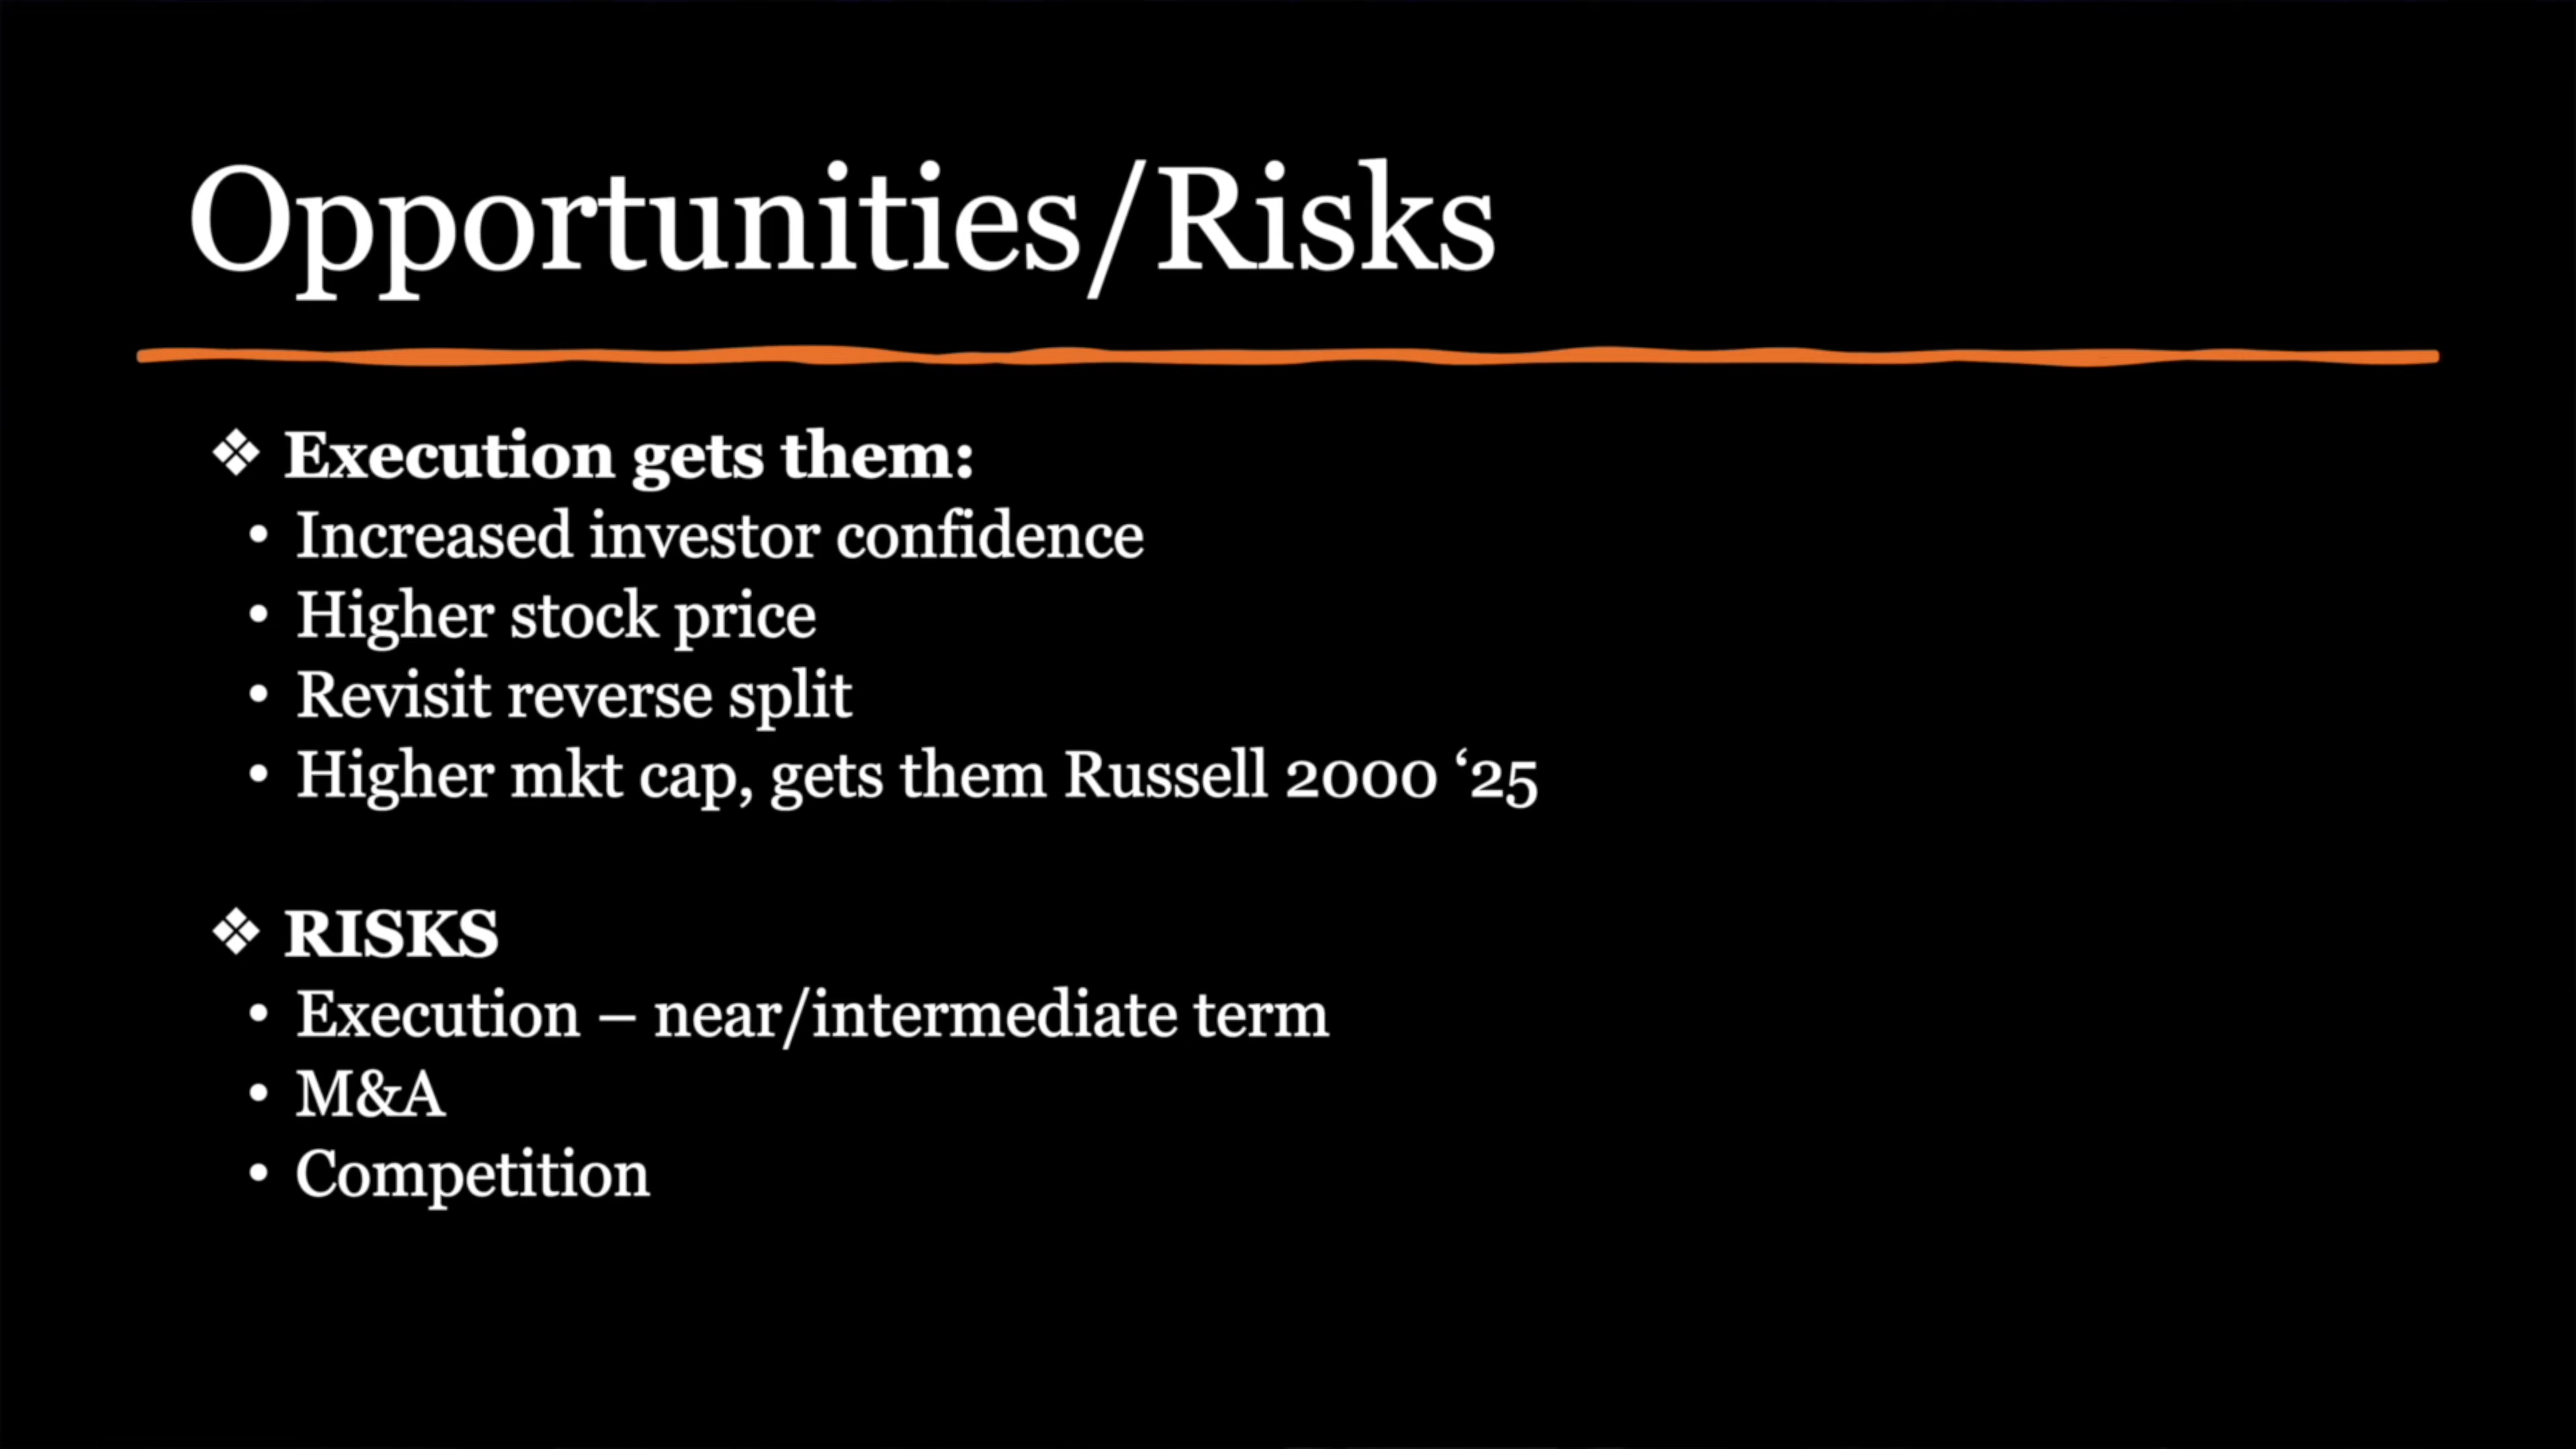 Opportunities/Risks
❖ Execution gets them:
• Increased investor confidence
• Higher stock price
• Revisit reverse split
• Higher mkt cap, gets them Russell 2000 ‘25
❖ RISKS
• Execution – near/intermediate term
• M&A
• Competition